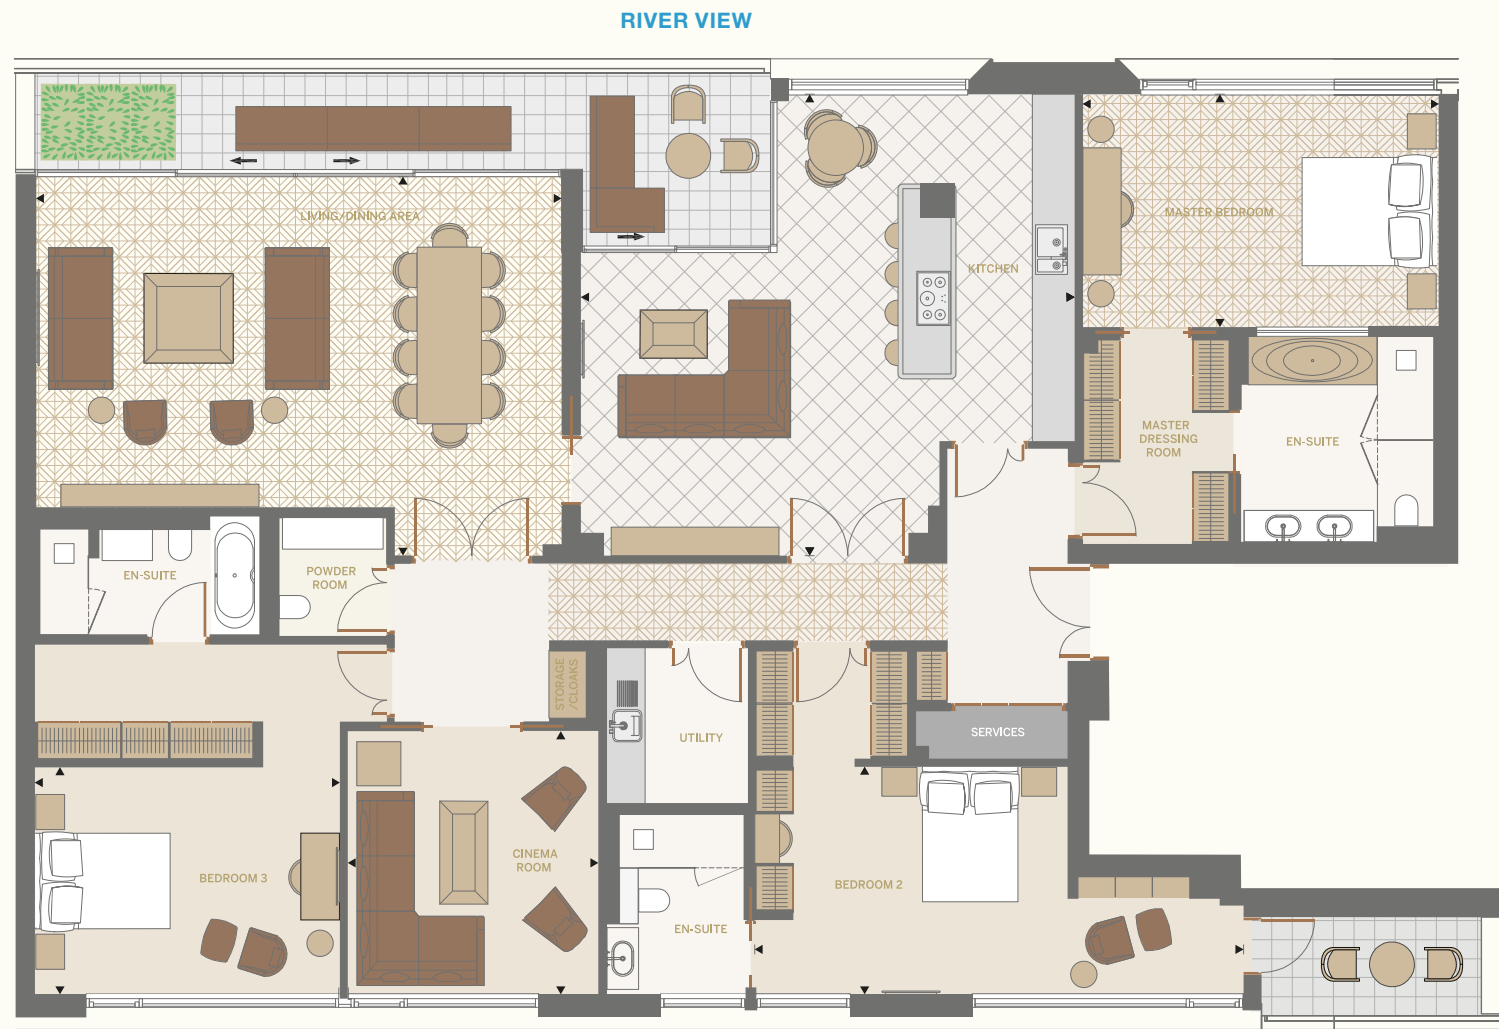 RIVER VIEW
LIVING/DINING AREA
MASTER BEDROOM
KITCHEN
MASTER
DRESSING
ROOM
EN-SUITE
EN-SUITE
POWDER
ROOM
STORAGE
/CLOAKS
UTILITY
SERVICES
CINEMA
ROOM
BEDROOM 3
BEDROOM 2
EN-SUITE